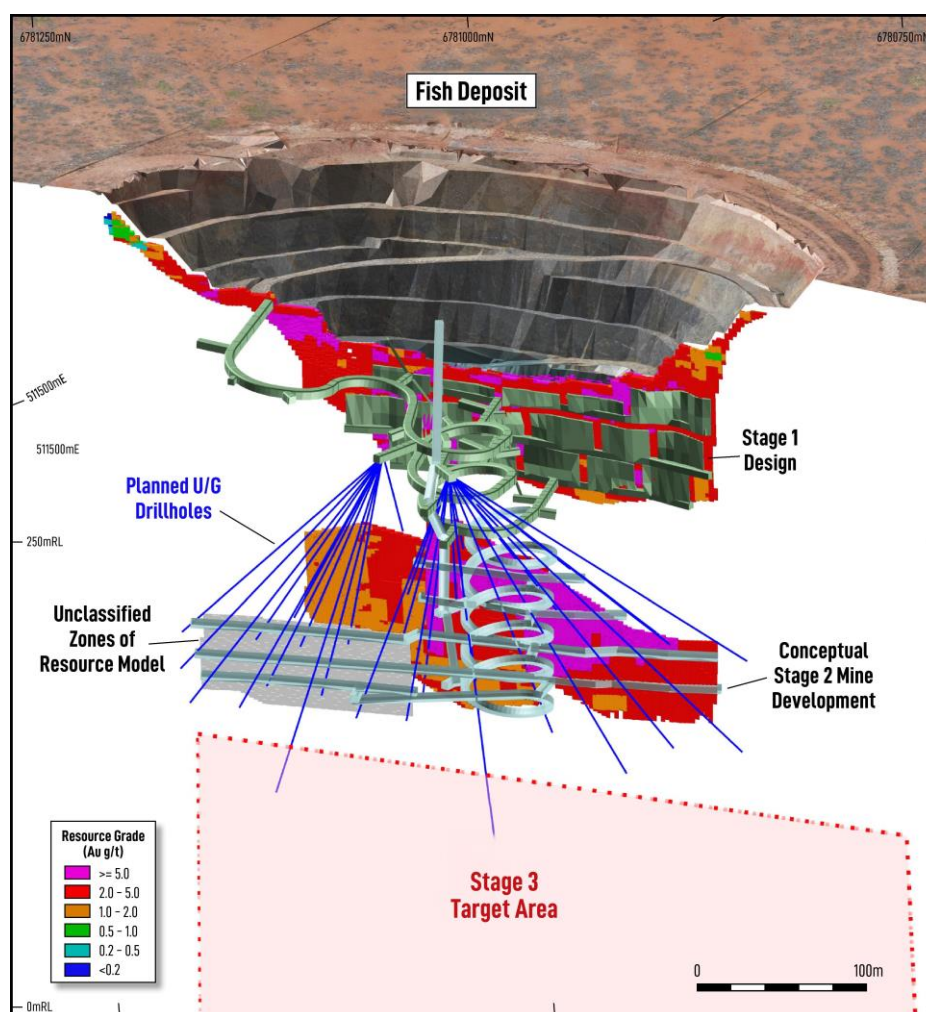 6781250mN
6781000mN
6780750mN
Fish Deposit
511500mE
511500mE
Stage 1
Design
Planned U/G
Drillholes
250mRL
Unclassified
Zones of
Resource Model
Conceptual
Stage 2 Mine
Development
Resource Grade
(Au g/t)
>= 5.0
2.0 – 5.0
1.0 – 2.0
0.5 – 1.0
0.2 – 0.5
<0.2
Stage 3
Target Area
0
100m
0mRL